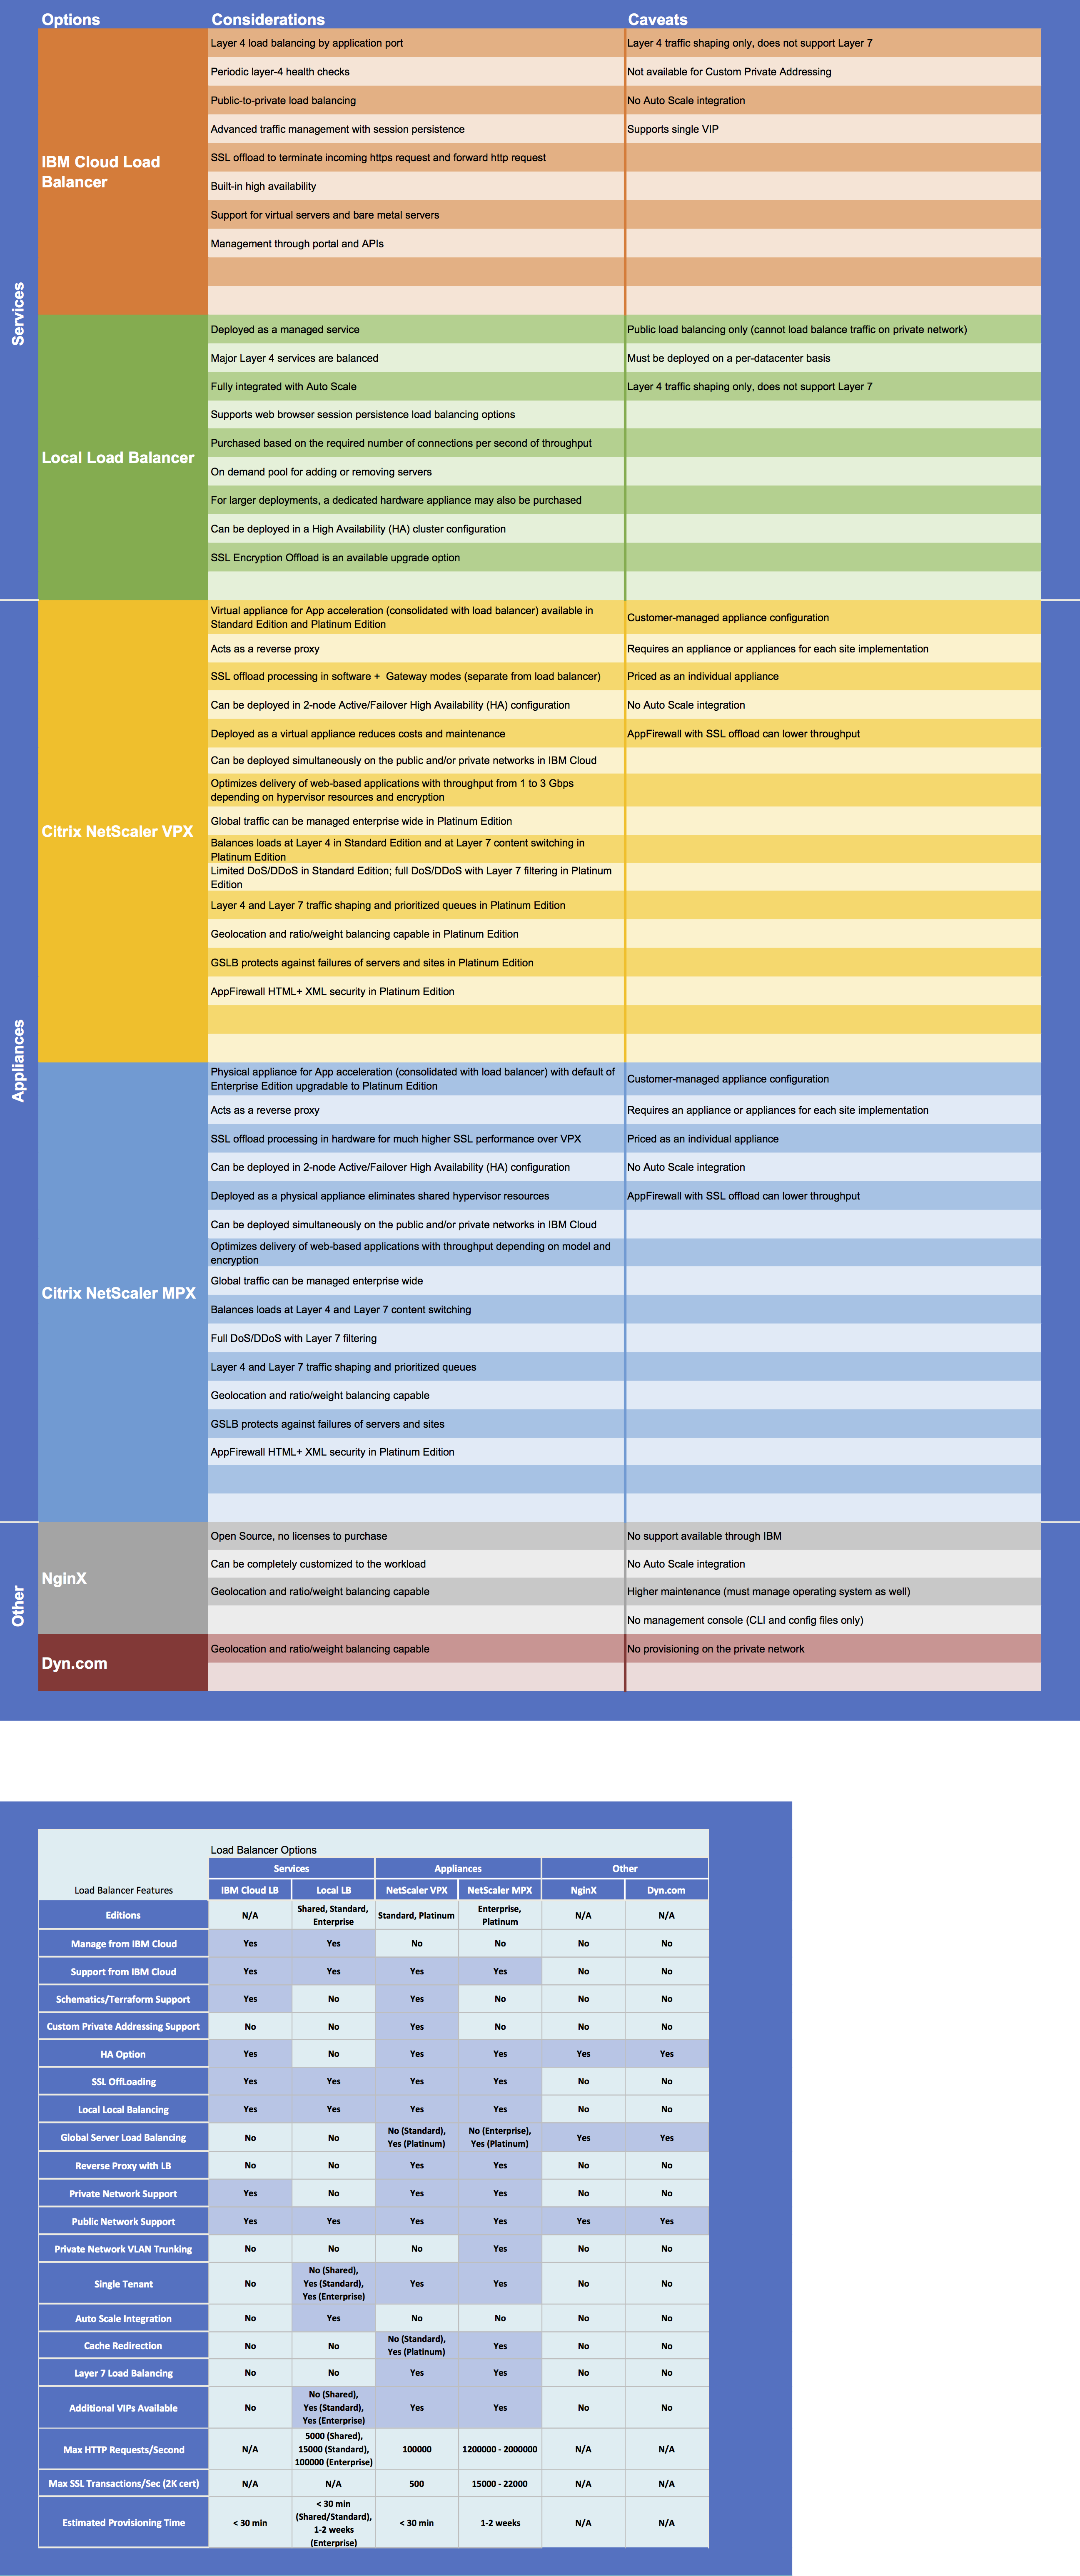 Options Considerations Caveats
Services
IBM Cloud Load
Balancer
Layer 4 load balancing by application port Layer 4 traffic shaping only, does not support Layer 7
Periodic layer-4 health checks Not available for Custom Private Addressing
Public-to-private load balancing No Auto Scale integration
Advanced traffic management with session persistence Supports single VIP
SSL offload to terminate incoming https request and forward http request
Built-in high availability
Support for virtual servers and bare metal servers
Management through portal and APIs
Local Load Balancer
Deployed as a managed service Public load balancing only (cannot load balance traffic on private network)
Major Layer 4 services are balanced Must be deployed on a per-datacenter basis
Fully integrated with Auto Scale Layer 4 traffic shaping only, does not support Layer 7
Supports web browser session persistence load balancing options
Purchased based on the required number of connections per second of throughput
On demand pool for adding or removing servers
For larger deployments, a dedicated hardware appliance may also be purchased
Can be deployed in a High Availability (HA) cluster configuration
SSL Encryption Offload is an available upgrade option
Appliances
Citrix NetScaler VPX
Virtual appliance for App acceleration (consolidated with load balancer) available in
Standard Edition and Platinum Edition
Customer-managed appliance configuration
Acts as a reverse proxy Requires an appliance or appliances for each site implementation
SSL offload processing in software + Gateway modes (separate from load balancer) Priced as an individual appliance
Can be deployed in 2-node Active/Failover High Availability (HA) configuration No Auto Scale integration
Deployed as a virtual appliance reduces costs and maintenance AppFirewall with SSL offload can lower throughput
Can be deployed simultaneously on the public and/or private networks in IBM Cloud
Optimizes delivery of web-based applications with throughput from 1 to 3 Gbps
depending on hypervisor resources and encryption
Global traffic can be managed enterprise wide in Platinum Edition
Balances loads at Layer 4 in Standard Edition and at Layer 7 content switching in
Platinum Edition
Limited DoS/DDoS in Standard Edition; full DoS/DDoS with Layer 7 filtering in Platinum
Edition
Layer 4 and Layer 7 traffic shaping and prioritized queues in Platinum Edition
Geolocation and ratio/weight balancing capable in Platinum Edition
GSLB protects against failures of servers and sites in Platinum Edition
AppFirewall HTML+ XML security in Platinum Edition
Citrix NetScaler MPX
Physical appliance for App acceleration (consolidated with load balancer) with default of
Enterprise Edition upgradable to Platinum Edition
Customer-managed appliance configuration
Acts as a reverse proxy Requires an appliance or appliances for each site implementation
SSL offload processing in hardware for much higher SSL performance over VPX Priced as an individual appliance
Can be deployed in 2-node Active/Failover High Availability (HA) configuration No Auto Scale integration
Deployed as a physical appliance eliminates shared hypervisor resources AppFirewall with SSL offload can lower throughput
Can be deployed simultaneously on the public and/or private networks in IBM Cloud
Optimizes delivery of web-based applications with throughput depending on model and
encryption
Global traffic can be managed enterprise wide
Balances loads at Layer 4 and Layer 7 content switching
Full DoS/DDoS with Layer 7 filtering
Layer 4 and Layer 7 traffic shaping and prioritized queues
Geolocation and ratio/weight balancing capable
GSLB protects against failures of servers and sites
AppFirewall HTML+ XML security in Platinum Edition
Other
NginX
Open Source, no licenses to purchase No support available through IBM
Can be completely customized to the workload No Auto Scale integration
Geolocation and ratio/weight balancing capable Higher maintenance (must manage operating system as well)
No management console (CLI and config files only)
Dyn.com
Geolocation and ratio/weight balancing capable No provisioning on the private network
Load Balancer Options
Services Appliances Other
Load Balancer Features IBM Cloud LB Local LB NetScaler VPX NetScaler MPX NginX Dyn.com
Editions N/A Shared, Standard, Enterprise Standard, Platinum Enterprise, Platinum N/A N/A
Manage from IBM Cloud Yes Yes No No No No
Support from IBM Cloud Yes Yes Yes Yes No No
Schematics/Terraform Support Yes No Yes No No No
Custom Private Addressing Support No No Yes No No No
HA Option Yes No Yes Yes Yes Yes
SSL OffLoading Yes Yes Yes Yes No No
Local Local Balancing Yes Yes Yes Yes No No
Global Server Load Balancing No No No (Standard), Yes (Platinum) No (Enterprise), Yes (Platinum) Yes Yes
Reverse Proxy with LB No No Yes Yes No No
Private Network Support Yes No Yes Yes No No
Public Network Support Yes Yes Yes Yes Yes Yes
Private Network VLAN Trunking No No No Yes No No
Single Tenant No No (Shared), Yes (Standard), Yes (Enterprise) Yes Yes No No
Auto Scale Integration No Yes No No No No
Cache Redirection No No No (Standard), Yes (Platinum) Yes No No
Layer 7 Load Balancing No No Yes Yes No No
Additional VIPs Available No No (Shared), Yes (Standard), Yes (Enterprise) Yes Yes No No
Max HTTP Requests/Second N/A 5000 (Shared), 15000 (Standard), 100000 (Enterprise) 100000 1200000 - 2000000 N/A N/A
Max SSL Transactions/Sec (2K cert) N/A N/A 500 15000 - 22000 N/A N/A
Estimated Provisioning Time < 30 min < 30 min (Shared/Standard), 1-2 weeks (Enterprise) < 30 min 1-2 weeks N/A N/A